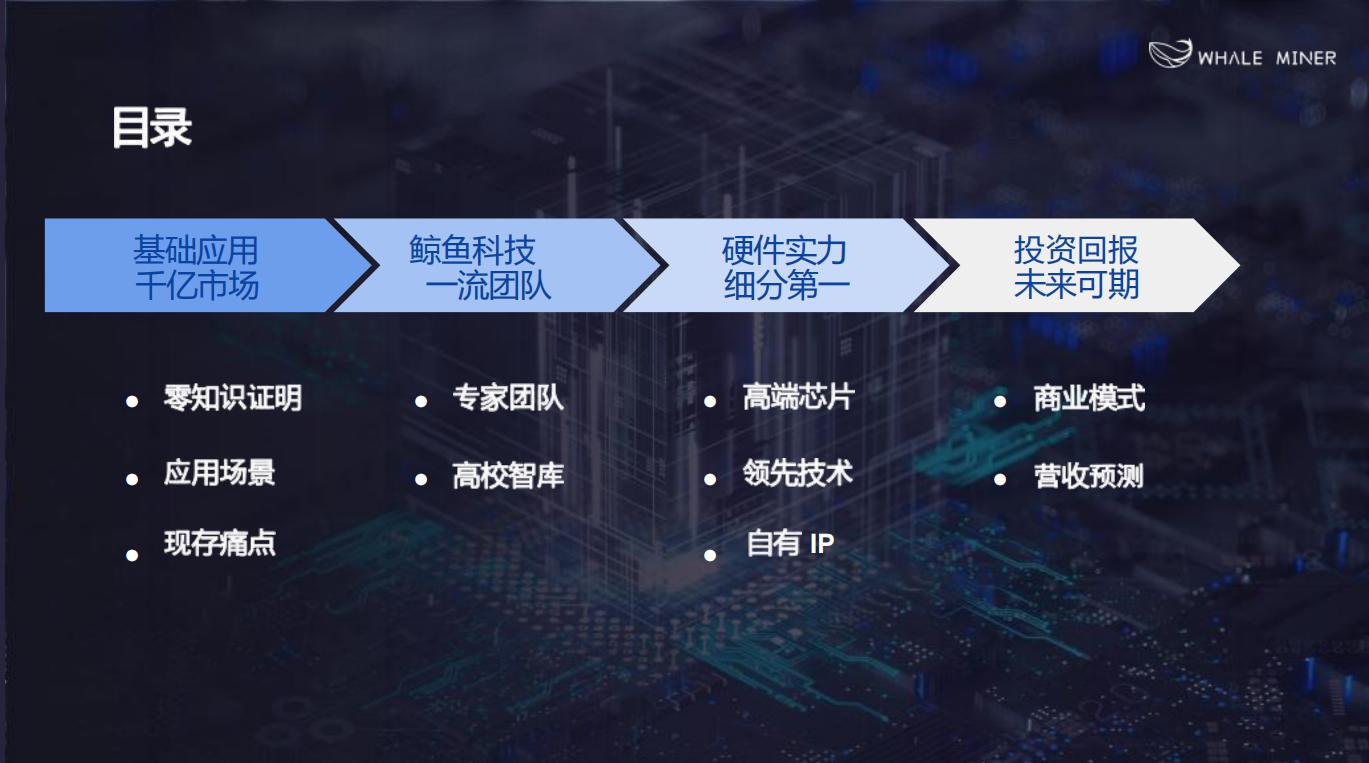 WHALE MINER
目录
基础应用
千亿市场
鲸鱼科技
一流团队
硬件实力
细分第一
投资回报
未来可期
• 零知识证明
• 应用场景
• 现存痛点
• 专家团队
• 高校智库
• 高端芯片
• 领先技术
• 自有 IP
• 商业模式
• 营收预测